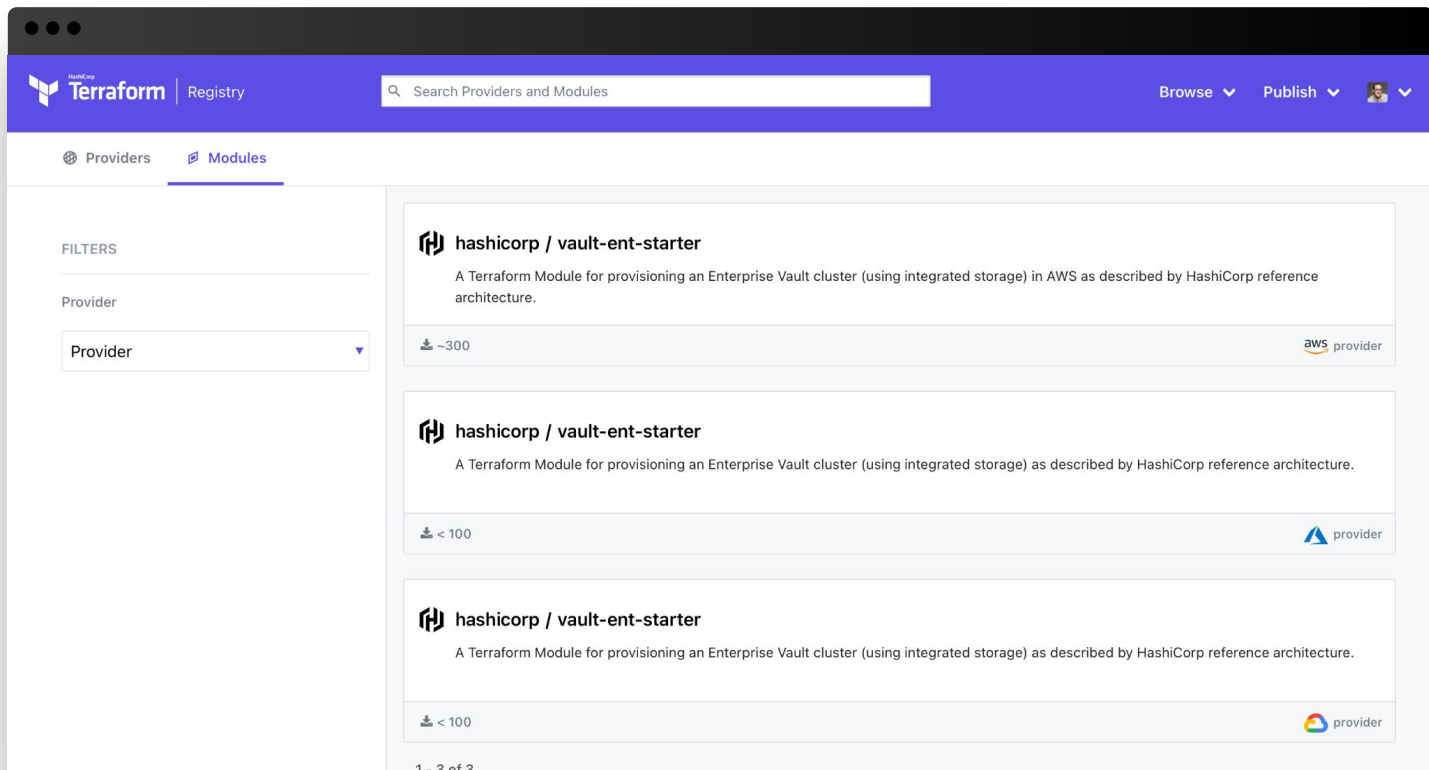 HashiCorp
Terraform
Registry
Search Providers and Modules
Browse
Publish
Providers
Modules
FILTERS
Provider
Provider
hashicorp / vault-ent-starter
A Terraform Module for provisioning an Enterprise Vault cluster (using integrated storage) in AWS as described by HashiCorp reference
architecture.
~300
aws provider
hashicorp / vault-ent-starter
A Terraform Module for provisioning an Enterprise Vault cluster (using integrated storage) as described by HashiCorp reference architecture.
< 100
provider
hashicorp / vault-ent-starter
A Terraform Module for provisioning an Enterprise Vault cluster (using integrated storage) as described by HashiCorp reference architecture.
< 100
provider
1 - 3 of 3